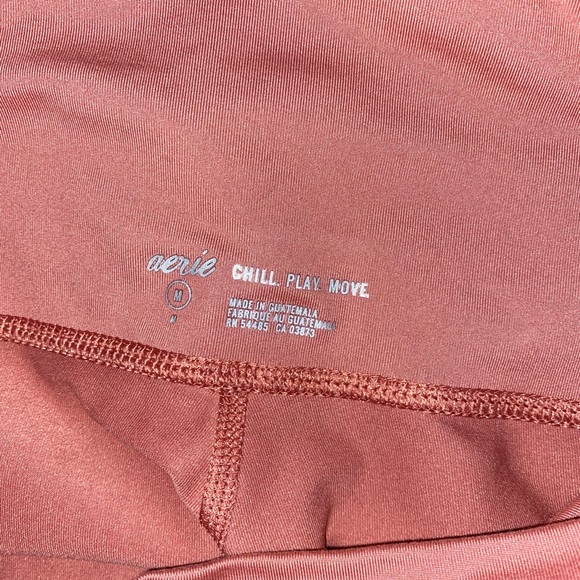 aerie CHILL. PLAY. MOVE.
M
MADE IN GUATEMALA
FABRIQUE AU GUATEMALA
RN 54485 CA 03873